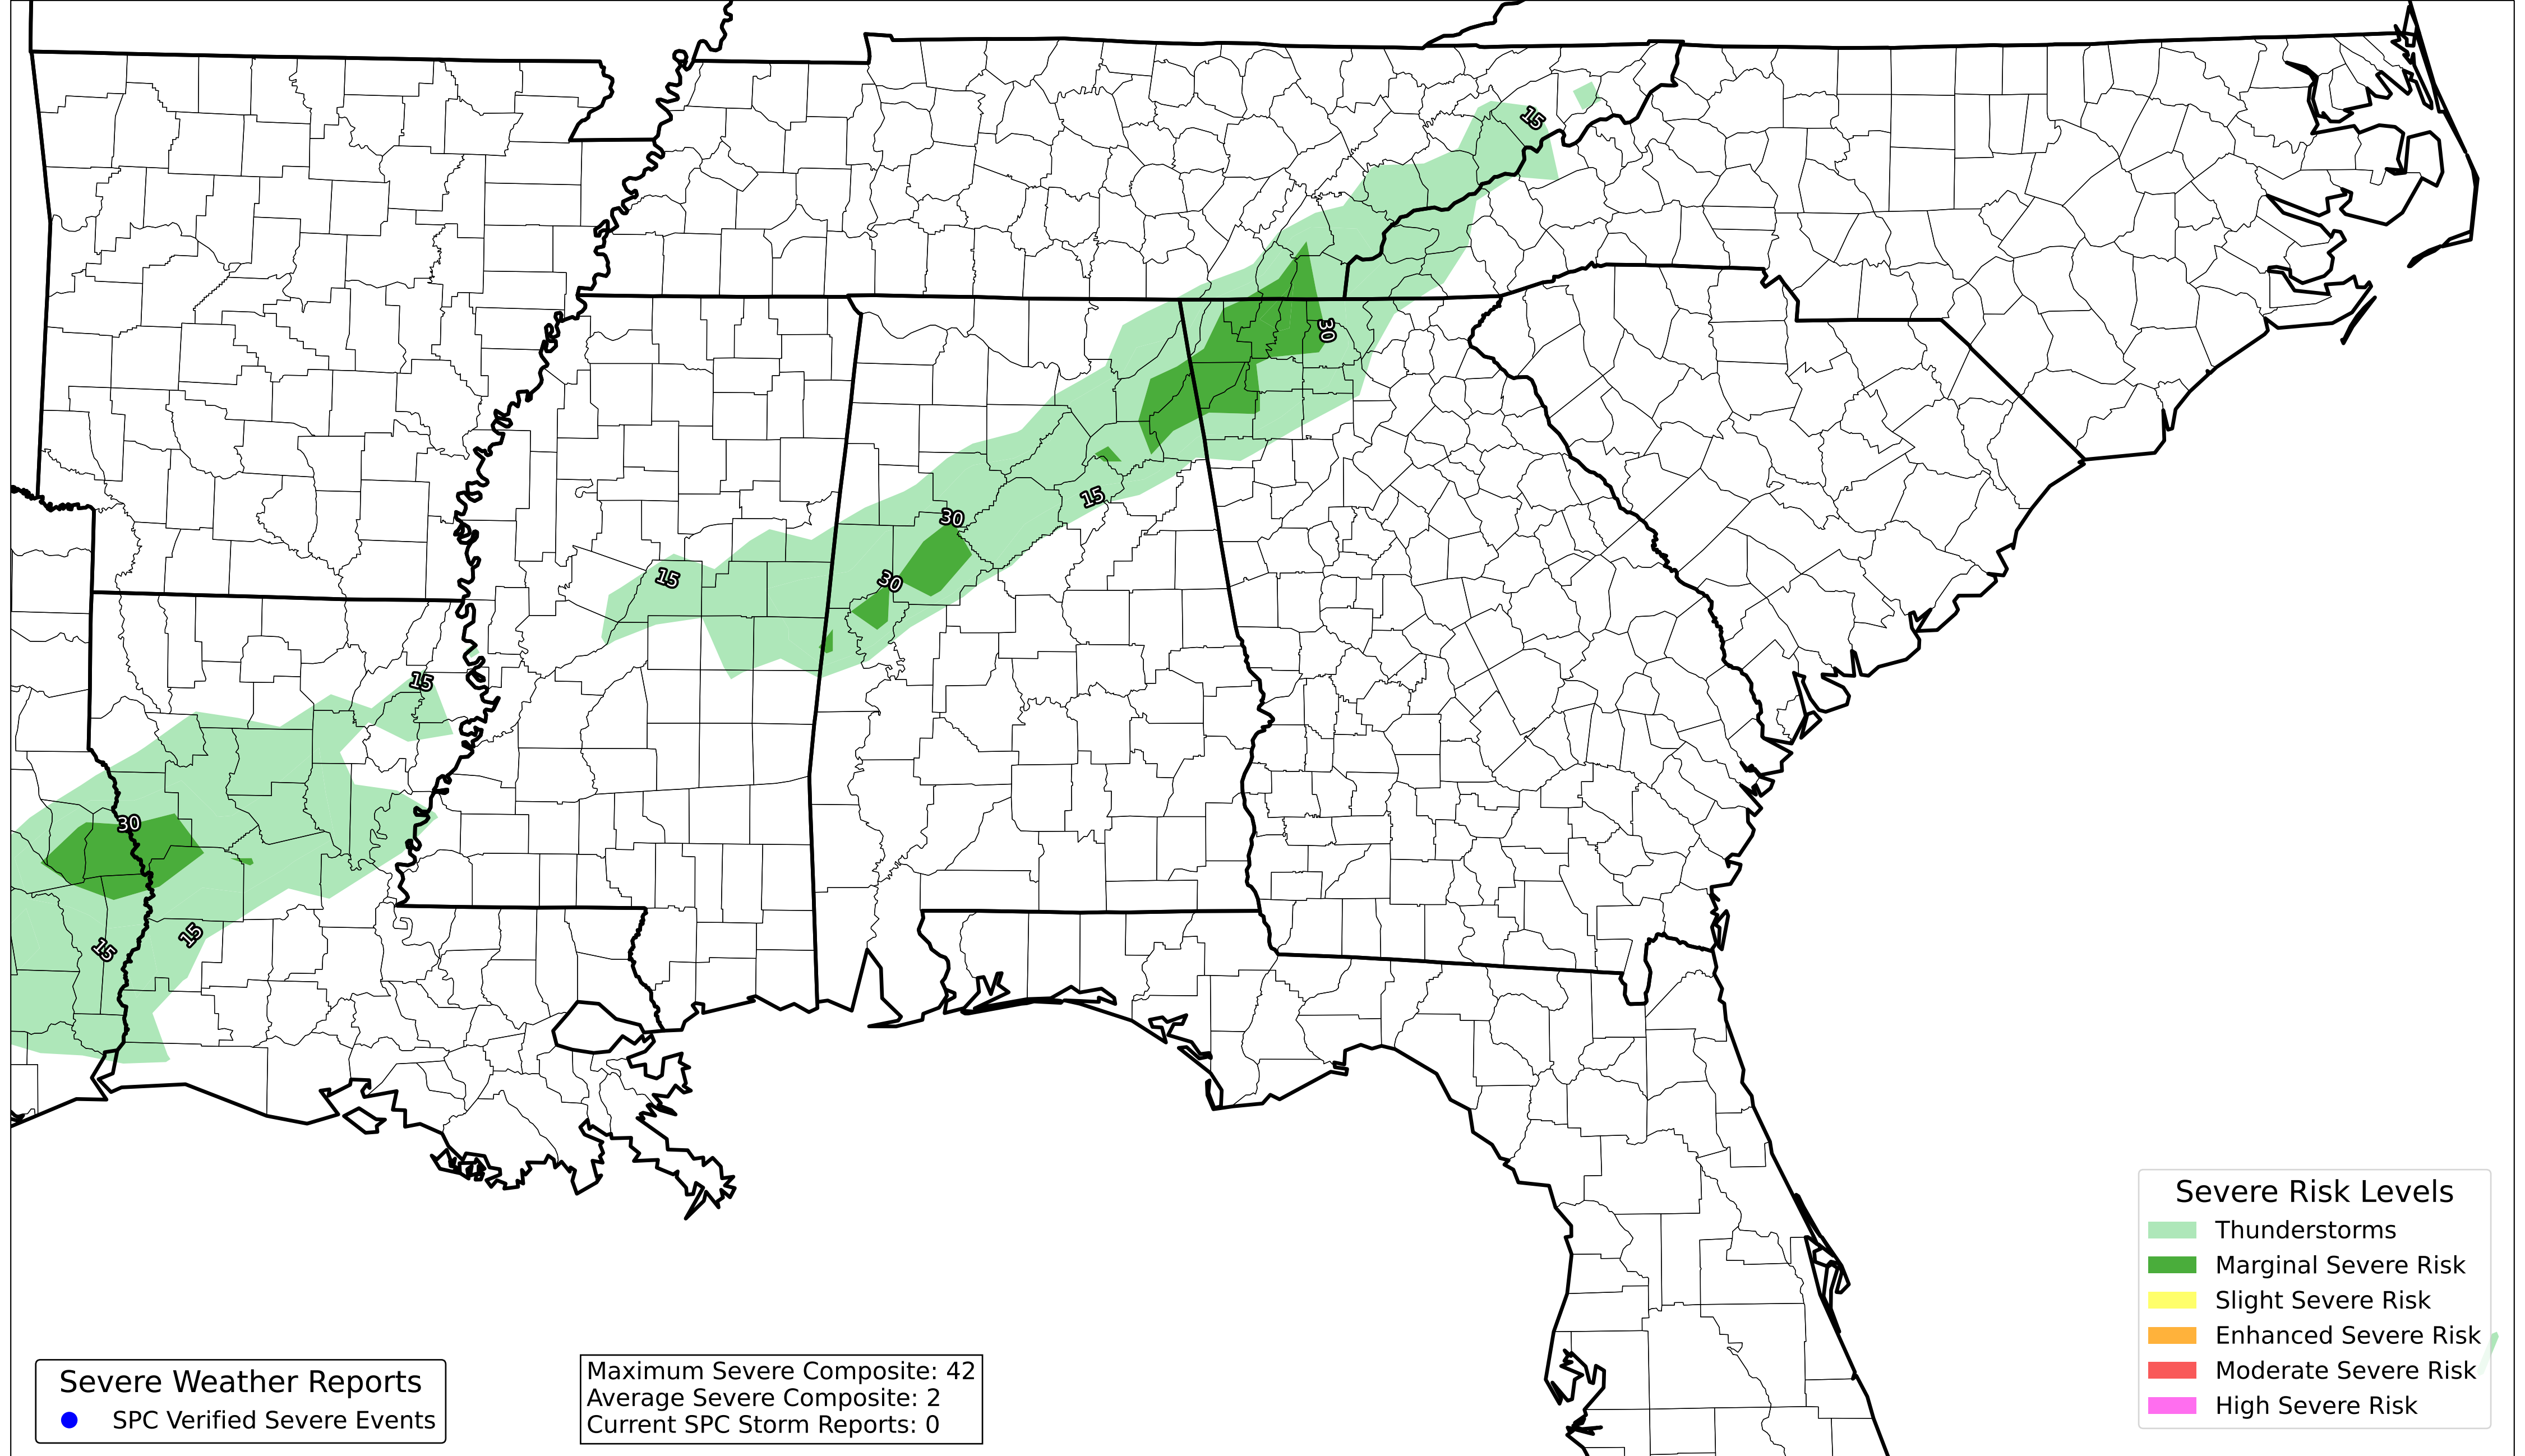 15
30
15
30
15
30
15
30
15
15
Severe Risk Levels
Thunderstorms
Marginal Severe Risk
Slight Severe Risk
Enhanced Severe Risk
Moderate Severe Risk
High Severe Risk
Severe Weather Reports
SPC Verified Severe Events
Maximum Severe Composite: 42
Average Severe Composite: 2
Current SPC Storm Reports: 0